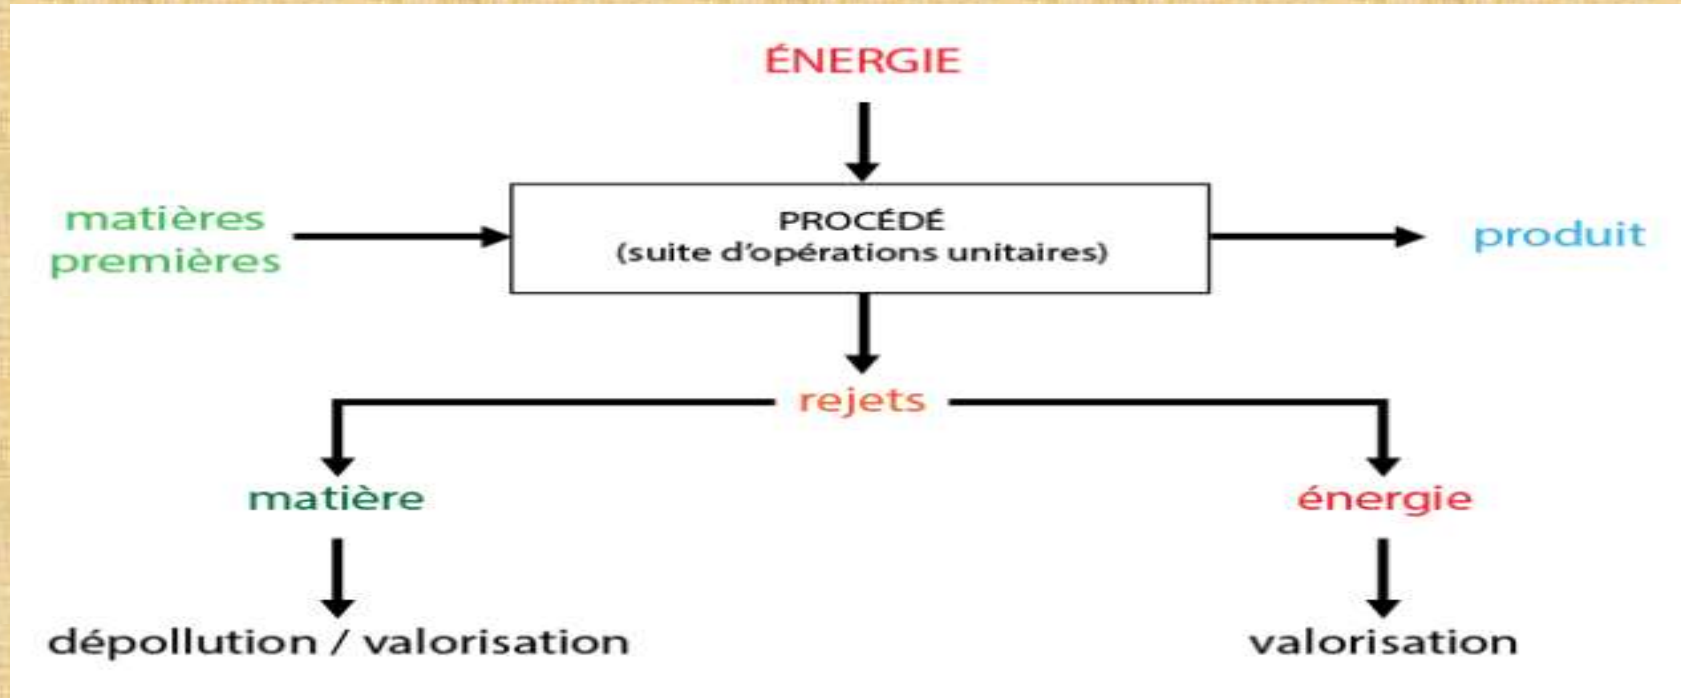 ÉNERGIE
matières
premières
PROCÉDÉ
(suite d'opérations unitaires)
produit
rejets
matière
énergie
dépollution / valorisation
valorisation